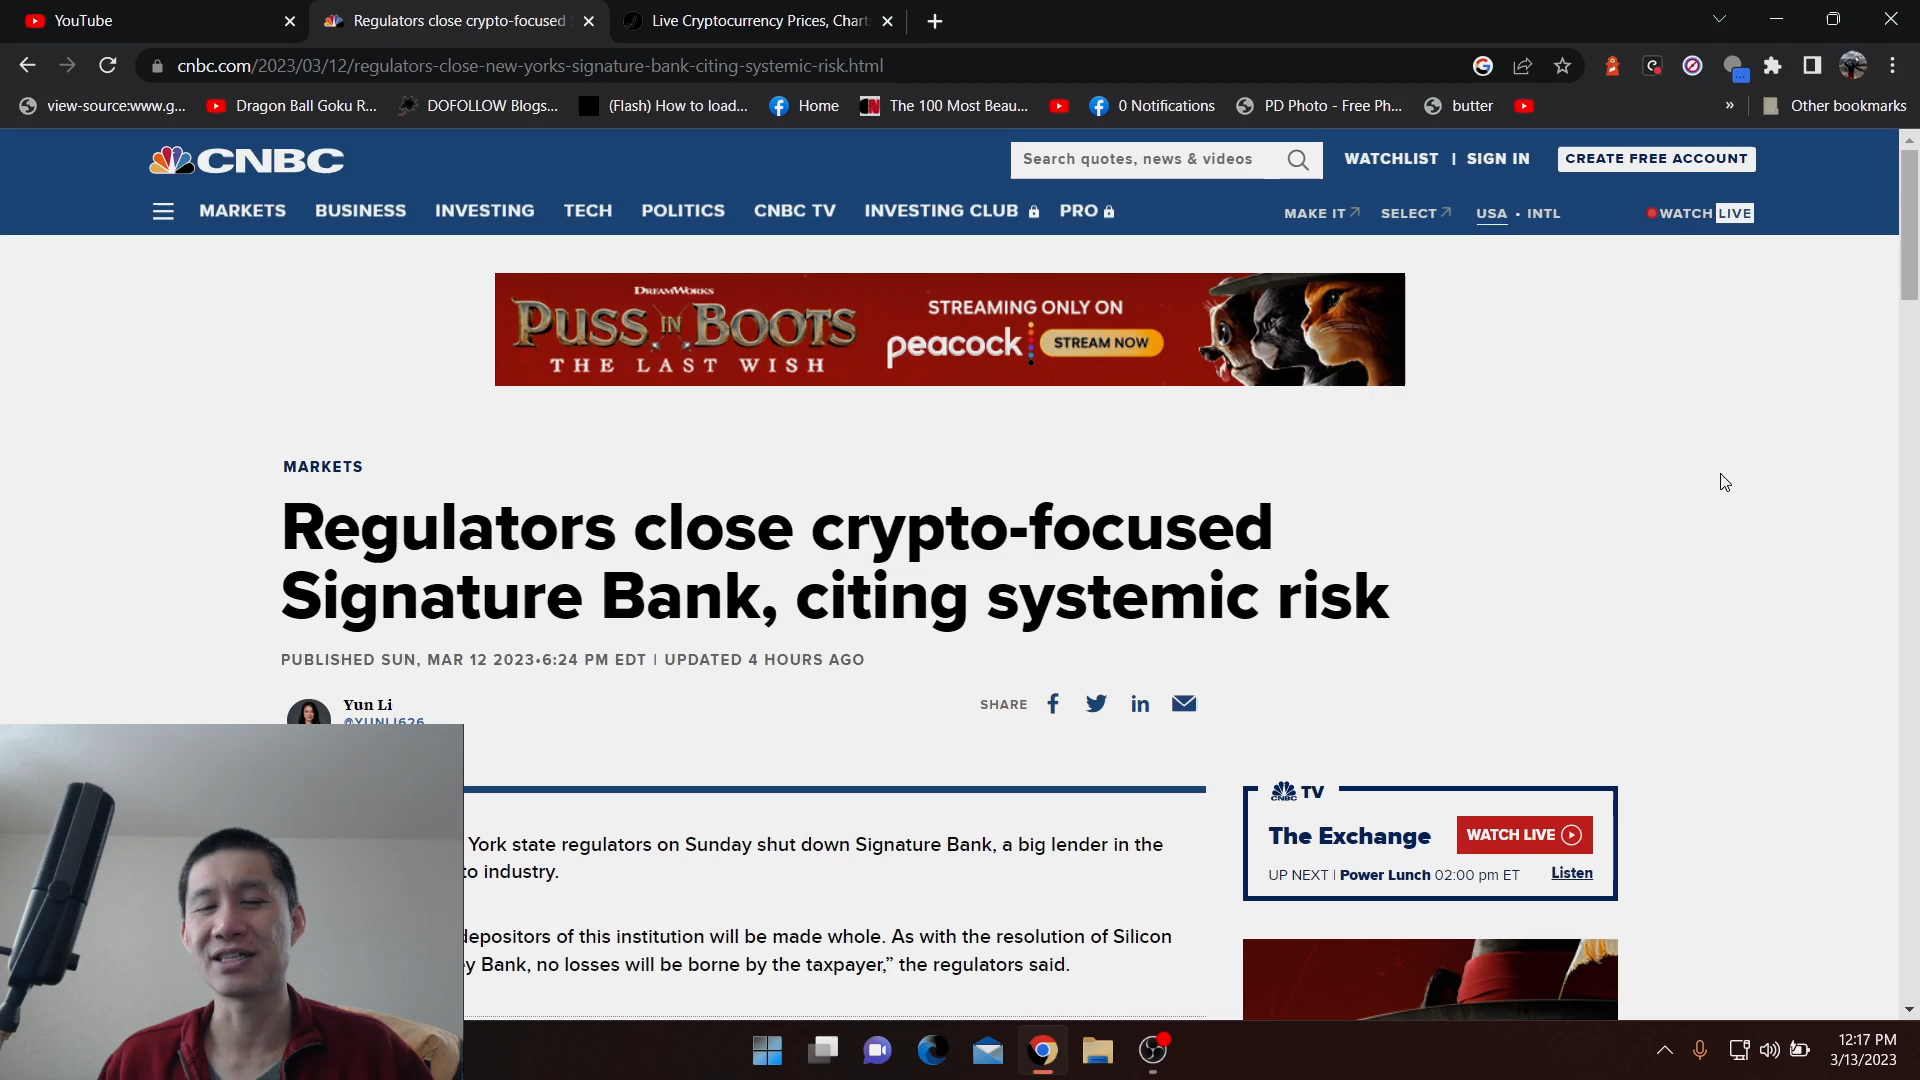 YouTube
Regulators close crypto-focused
Live Cryptocurrency Prices, Chart
cnbc.com/2023/03/12/regulators-close-new-yorks-signature-bank-citing-systemic-risk.html
view-source:www.g...
Dragon Ball Goku R...
DOFOLLOW Blogs...
(Flash) How to load...
Home
The 100 Most Beau...
0 Notifications
PD Photo - Free Ph...
butter
»
Other bookmarks
CNBC
Search quotes, news & videos
WATCHLIST | SIGN IN
CREATE FREE ACCOUNT
MARKETS BUSINESS INVESTING TECH POLITICS CNBC TV INVESTING CLUB PRO
MAKE IT SELECT USA • INTL
WATCH LIVE
DREAMWORKS
PUSS IN BOOTS
THE LAST WISH
STREAMING ONLY ON
peacock
STREAM NOW
MARKETS
Regulators close crypto-focused
Signature Bank, citing systemic risk
PUBLISHED SUN, MAR 12 2023•6:24 PM EDT | UPDATED 4 HOURS AGO
Yun Li
@YUNLI626
SHARE
York state regulators on Sunday shut down Signature Bank, a big lender in the
to industry.
depositors of this institution will be made whole. As with the resolution of Silicon
y Bank, no losses will be borne by the taxpayer,” the regulators said.
CNBC TV
The Exchange
WATCH LIVE
UP NEXT | Power Lunch 02:00 pm ET
Listen
12:17 PM
3/13/2023